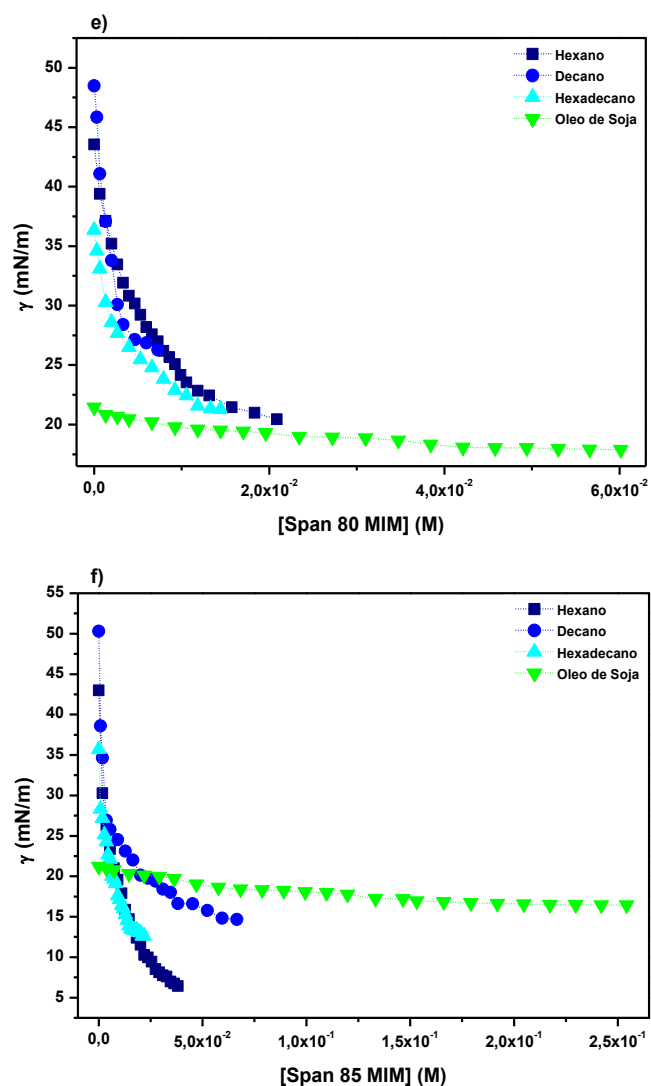 e)
Hexano
Decano
Hexadecano
Oleo de Soja
50
45
40
35
30
25
20
γ (mN/m)
0,0
2,0x10⁻²
4,0x10⁻²
6,0x10⁻²
[Span 80 MIM] (M)
f)
Hexano
Decano
Hexadecano
Oleo de Soja
55
50
45
40
35
30
25
20
15
10
5
γ (mN/m)
0,0
5,0x10⁻²
1,0x10⁻¹
1,5x10⁻¹
2,0x10⁻¹
2,5x10⁻¹
[Span 85 MIM] (M)